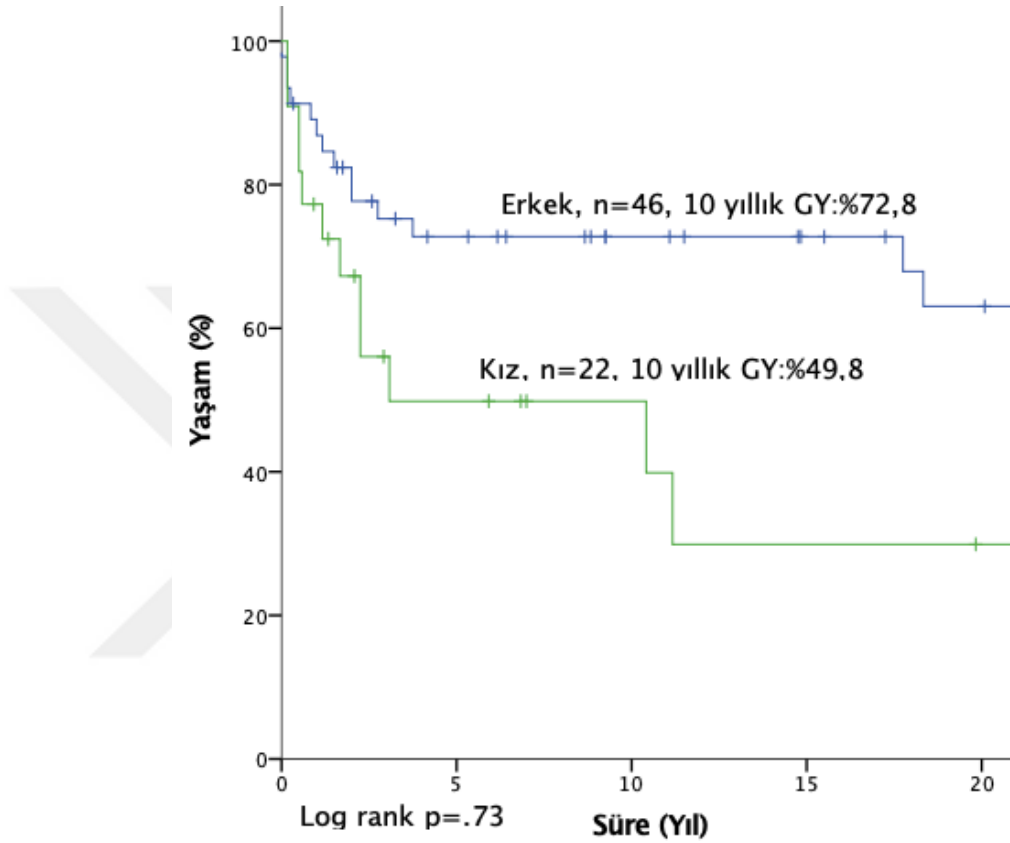 100
80
60
40
20
0
Yaşam (%)
Erkek, n=46, 10 yıllık GY:%72,8
Kız, n=22, 10 yıllık GY:%49,8
0 5 10 15 20
Log rank p=.73
Süre (Yıl)